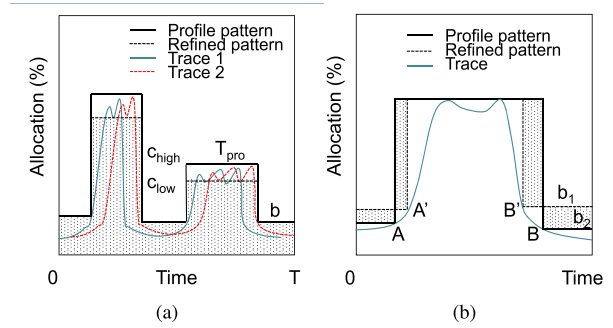 Profile pattern
Refined pattern
Trace 1
Trace 2
Allocation (%)
c_high
c_low
T_pro
b
0
Time
T
(a)
Profile pattern
Refined pattern
Trace
Allocation (%)
b_1
b_2
A
A'
B'
B
0
Time
(b)